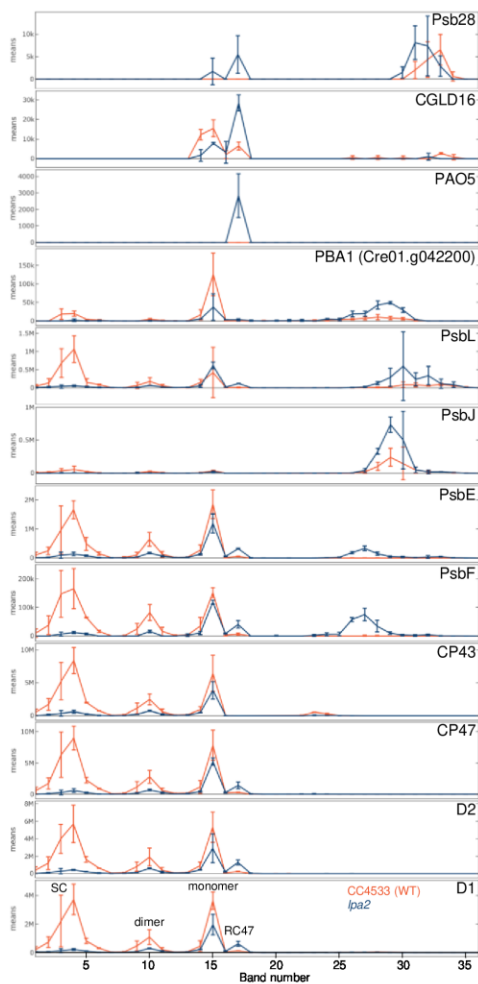 Psb28
means
10k
0
CGLD16
means
30k
20k
10k
0
PAO5
means
4000
3000
2000
1000
0
PBA1 (Cre01.g042200)
means
150k
100k
50k
0
PsbL
means
1.5M
1M
0.5M
0
PsbJ
means
1M
0.5M
0
PsbE
means
2M
1M
0
PsbF
means
200k
100k
0
CP43
means
10M
5M
0
CP47
means
10M
5M
0
D2
means
8M
6M
4M
2M
0
D1
means
4M
2M
0
SC
dimer
monomer
RC47
CC4533 (WT)
lpa2
5 10 15 20 25 30 35
Band number